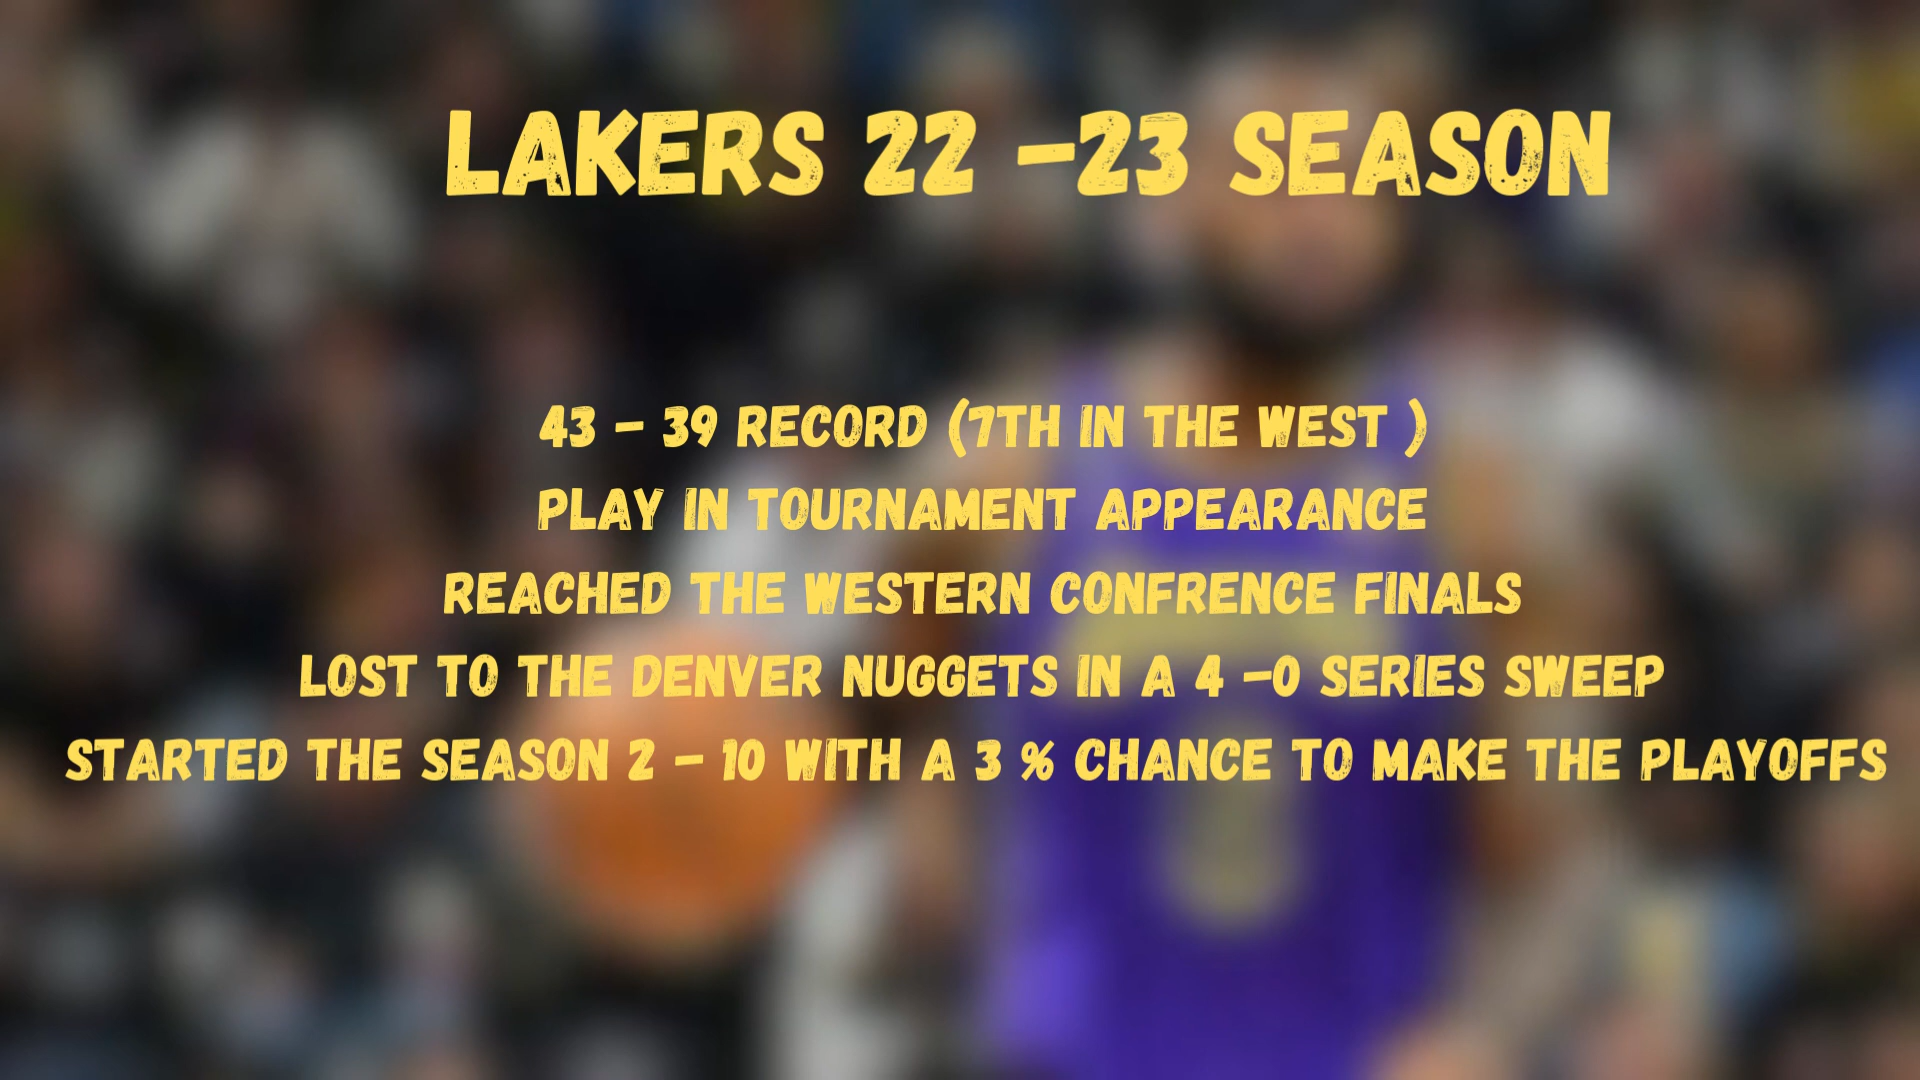 LAKERS 22 -23 SEASON
43 - 39 RECORD (7TH IN THE WEST )
PLAY IN TOURNAMENT APPEARANCE
REACHED THE WESTERN CONFRENCE FINALS
LOST TO THE DENVER NUGGETS IN A 4 -0 SERIES SWEEP
STARTED THE SEASON 2 - 10 WITH A 3 % CHANCE TO MAKE THE PLAYOFFS